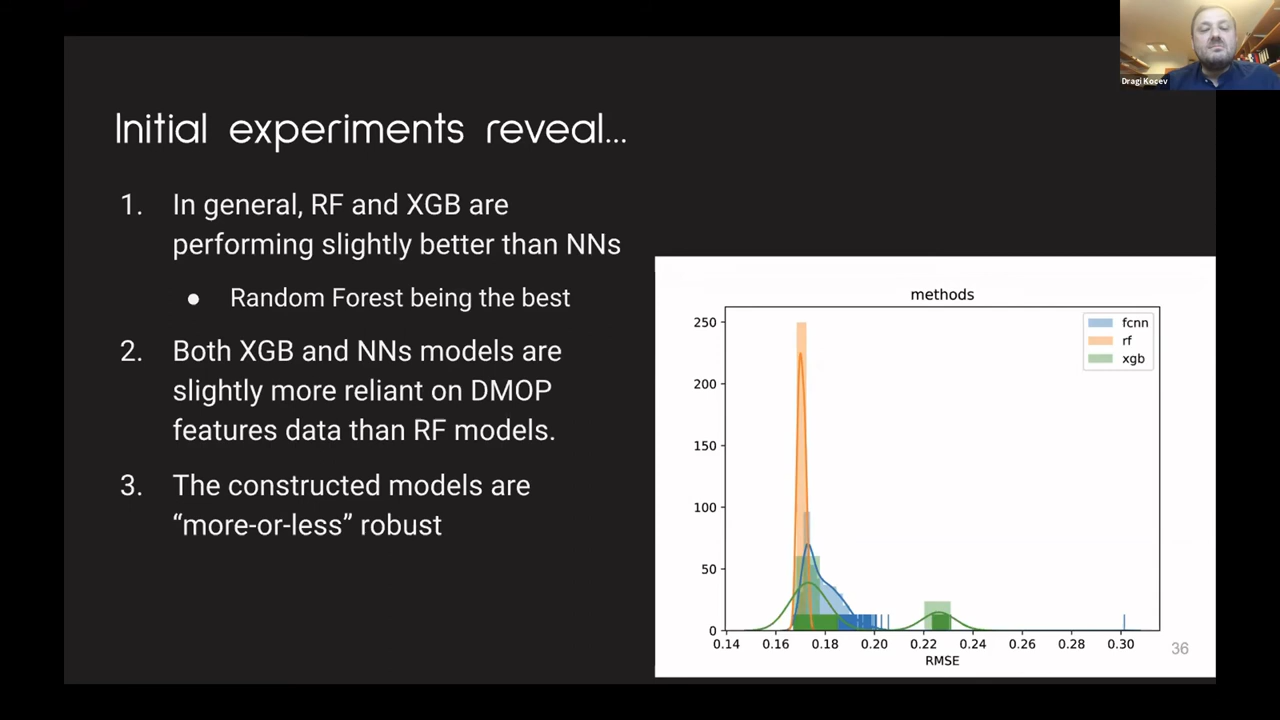 Dragi Kocev
Initial experiments reveal...
1. In general, RF and XGB are
performing slightly better than NNs
● Random Forest being the best
2. Both XGB and NNs models are
slightly more reliant on DMOP
features data than RF models.
3. The constructed models are
“more-or-less” robust
methods
250
200
150
100
50
0
fcnn
rf
xgb
0.14 0.16 0.18 0.20 0.22 0.24 0.26 0.28 0.30
RMSE
36